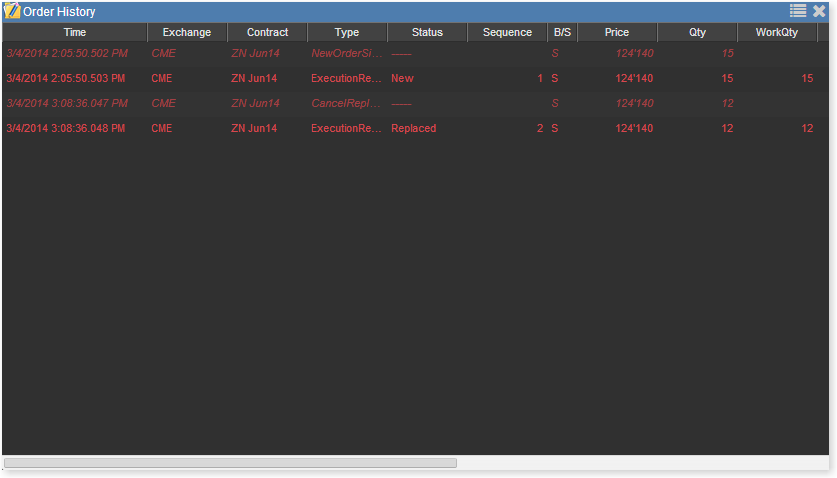 Order History
Time Exchange Contract Type Status Sequence B/S Price Qty WorkQty
3/4/2014 2:05:50.502 PM CME ZN Jun14 NewOrderSi... ----- S 124'140 15
3/4/2014 2:05:50.503 PM CME ZN Jun14 ExecutionRe... New 1 S 124'140 15 15
3/4/2014 3:08:36.047 PM CME ZN Jun14 CancelRepl... ----- S 124'140 12
3/4/2014 3:08:36.048 PM CME ZN Jun14 ExecutionRe... Replaced 2 S 124'140 12 12